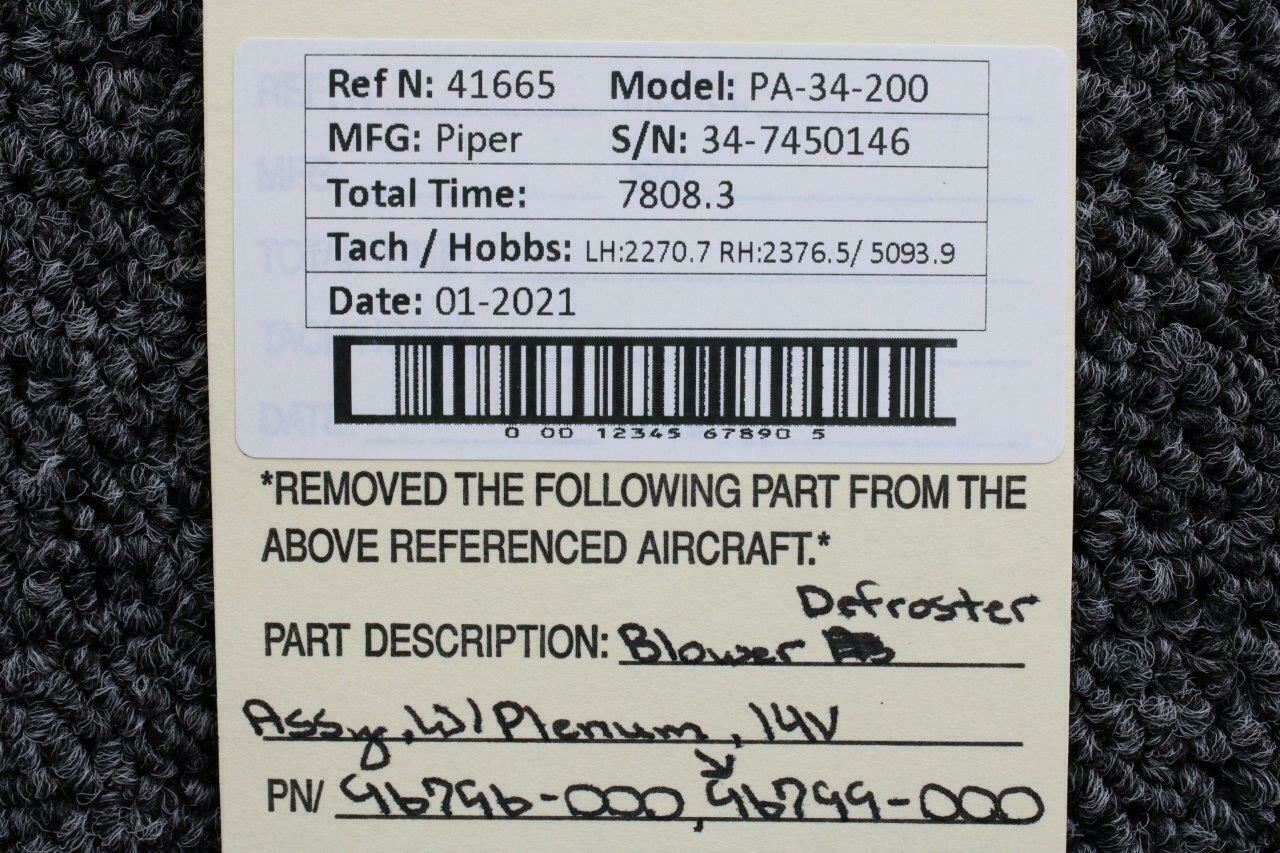 Ref N: 41665 Model: PA-34-200
MFG: Piper S/N: 34-7450146
Total Time: 7808.3
Tach / Hobbs: LH:2270.7 RH:2376.5/ 5093.9
Date: 01-2021
0 00 12345 67890 5
*REMOVED THE FOLLOWING PART FROM THE
ABOVE REFERENCED AIRCRAFT.*
Defroster
PART DESCRIPTION: Blower
Assy, W/Plenum, 14V
PN/ 96796-000, 96799-000